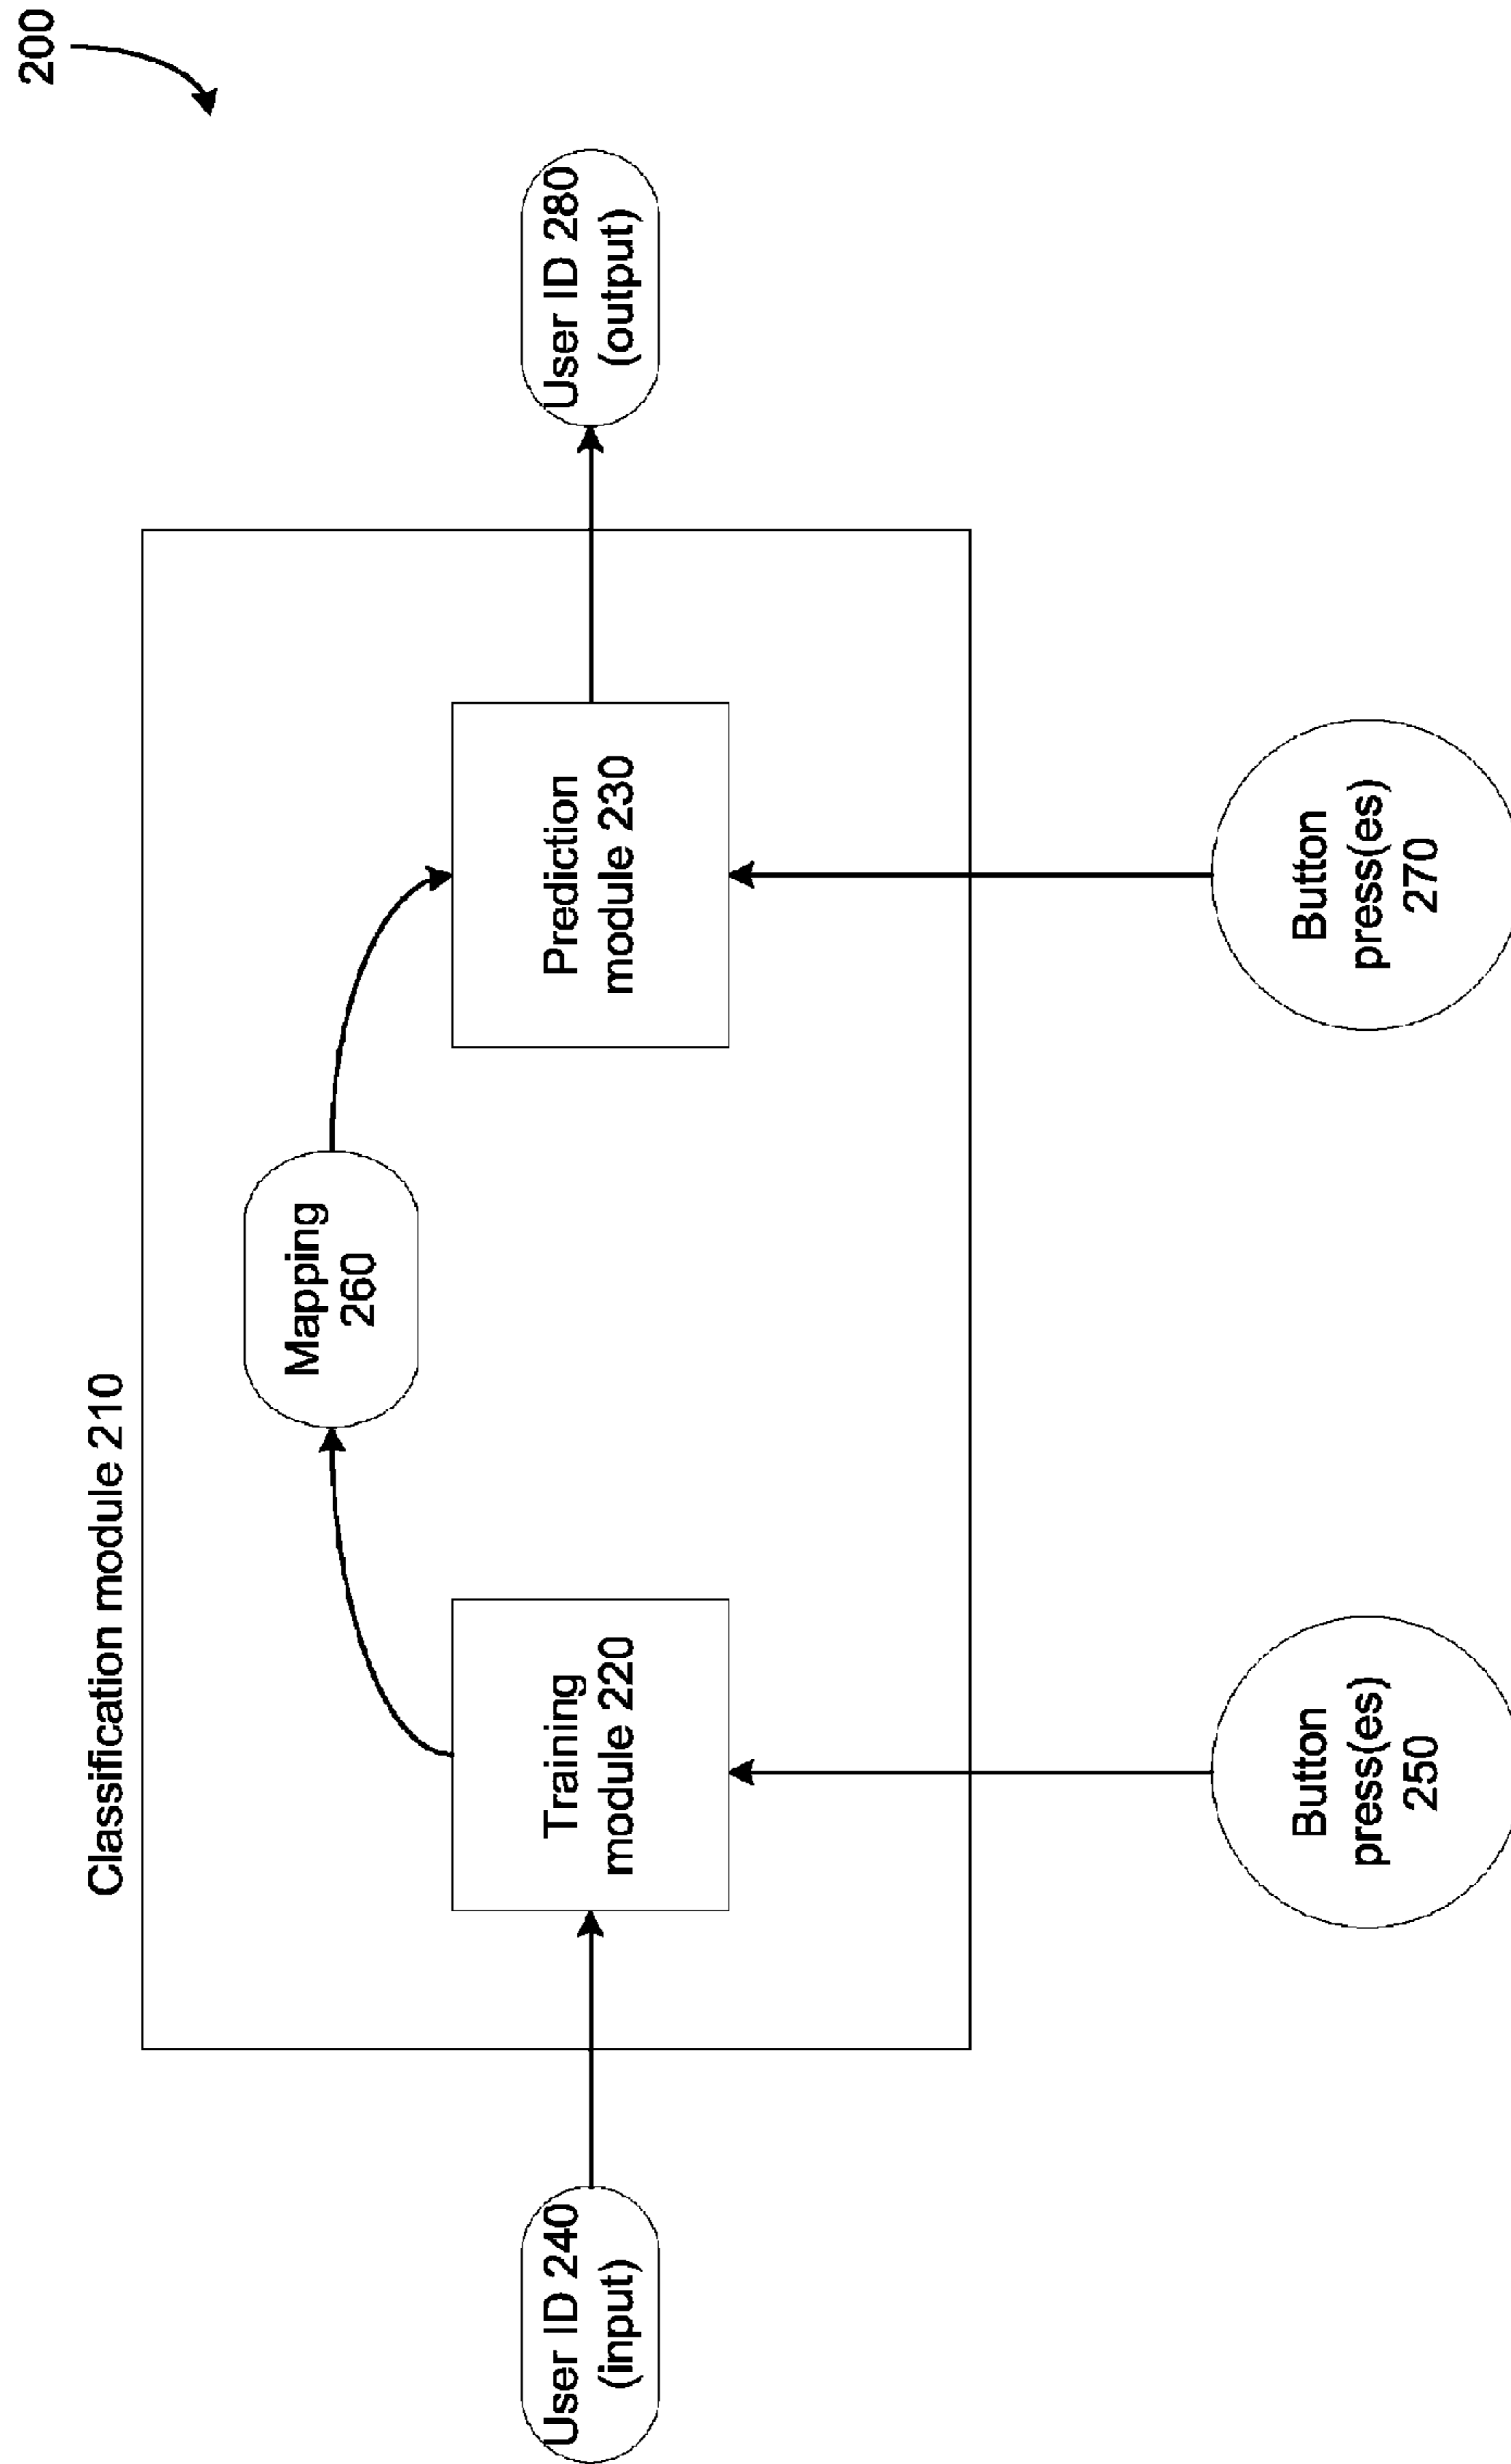 200
Classification module 210
Mapping
260
User ID 240
(input)
Training
module 220
Prediction
module 230
User ID 280
(output)
Button
press(es)
250
Button
press(es)
270